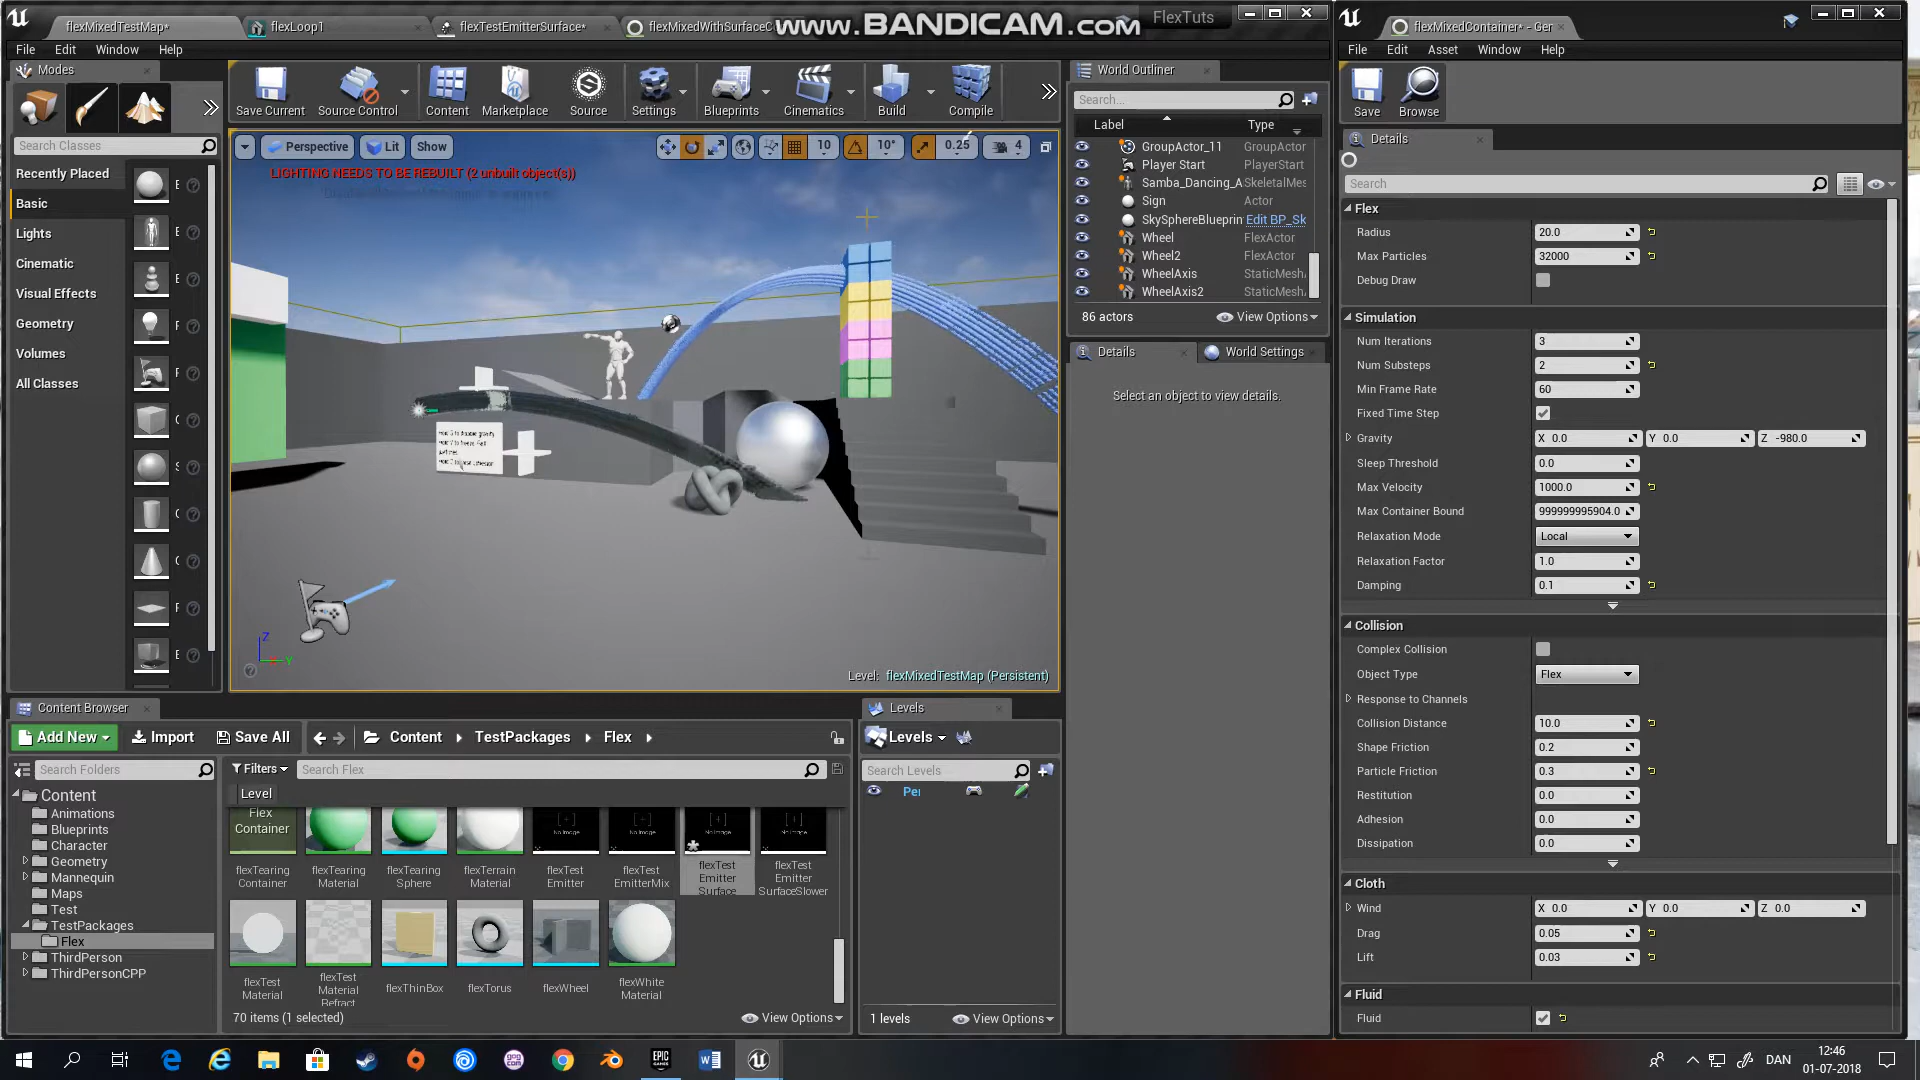 flexMixedTestMap*
flexLoop1
flexTestEmitterSurface*
flexMixedWithSurfaceC
www.BANDICAM.com
FlexTuts
flexMixedContainer* - Ger
File Edit Window Help
File Edit Asset Window Help
Modes
Search Classes
Recently Placed
Basic
Lights
Cinematic
Visual Effects
Geometry
Volumes
All Classes
Save Current
Source Control
Content
Marketplace
Source
Settings
Blueprints
Cinematics
Build
Compile
Perspective
Lit
Show
10
10°
0.25
4
LIGHTING NEEDS TO BE REBUILT (2 unbuilt object(s))
Level: flexMixedTestMap (Persistent)
World Outliner
Search...
Label Type
GroupActor_11 GroupActor
Player Start PlayerStart
Samba_Dancing_A SkeletalMes
Sign Actor
SkySphereBlueprin Edit BP_Sk
Wheel FlexActor
Wheel2 FlexActor
WheelAxis StaticMesh
WheelAxis2 StaticMesh
86 actors
View Options
Details
World Settings
Select an object to view details.
Save
Browse
Details
Search
Flex
Radius 20.0
Max Particles 32000
Debug Draw
Simulation
Num Iterations 3
Num Substeps 2
Min Frame Rate 60
Fixed Time Step
Gravity X 0.0 Y 0.0 Z -980.0
Sleep Threshold 0.0
Max Velocity 1000.0
Max Container Bound 999999995904.0
Relaxation Mode Local
Relaxation Factor 1.0
Damping 0.1
Collision
Complex Collision
Object Type Flex
Response to Channels
Collision Distance 10.0
Shape Friction 0.2
Particle Friction 0.3
Restitution 0.0
Adhesion 0.0
Dissipation 0.0
Cloth
Wind X 0.0 Y 0.0 Z 0.0
Drag 0.05
Lift 0.03
Fluid
Fluid
Content Browser
Add New
Import
Save All
Content
TestPackages
Flex
Search Folders
Filters
Search Flex
Level
Content
Animations
Blueprints
Character
Geometry
Mannequin
Maps
Test
TestPackages
Flex
ThirdPerson
ThirdPersonCPP
Flex Container
flexTearing Container
flexTearing Material
flexTearing Sphere
flexTerrain Material
flexTest Emitter
flexTest EmitterMix
flexTest Emitter Surface
flexTest Emitter SurfaceSlower
flexTest Material
flexTest Material Refract
flexThinBox
flexTorus
flexWheel
flexWhite Material
70 items (1 selected)
View Options
Levels
Levels
Search Levels
Per
1 levels
View Options
DAN
12:46
01-07-2018